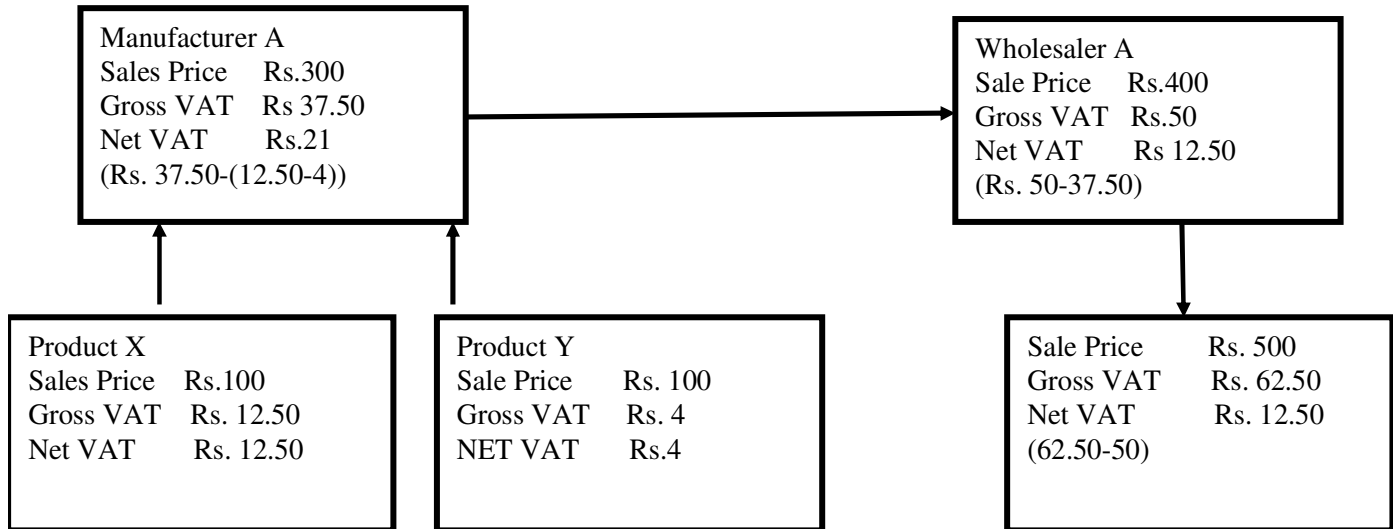 Manufacturer A
Sales Price Rs.300
Gross VAT Rs 37.50
Net VAT Rs.21
(Rs. 37.50-(12.50-4))
Wholesaler A
Sale Price Rs.400
Gross VAT Rs.50
Net VAT Rs 12.50
(Rs. 50-37.50)
Product X
Sales Price Rs.100
Gross VAT Rs. 12.50
Net VAT Rs. 12.50
Product Y
Sale Price Rs. 100
Gross VAT Rs. 4
NET VAT Rs.4
Sale Price Rs. 500
Gross VAT Rs. 62.50
Net VAT Rs. 12.50
(62.50-50)